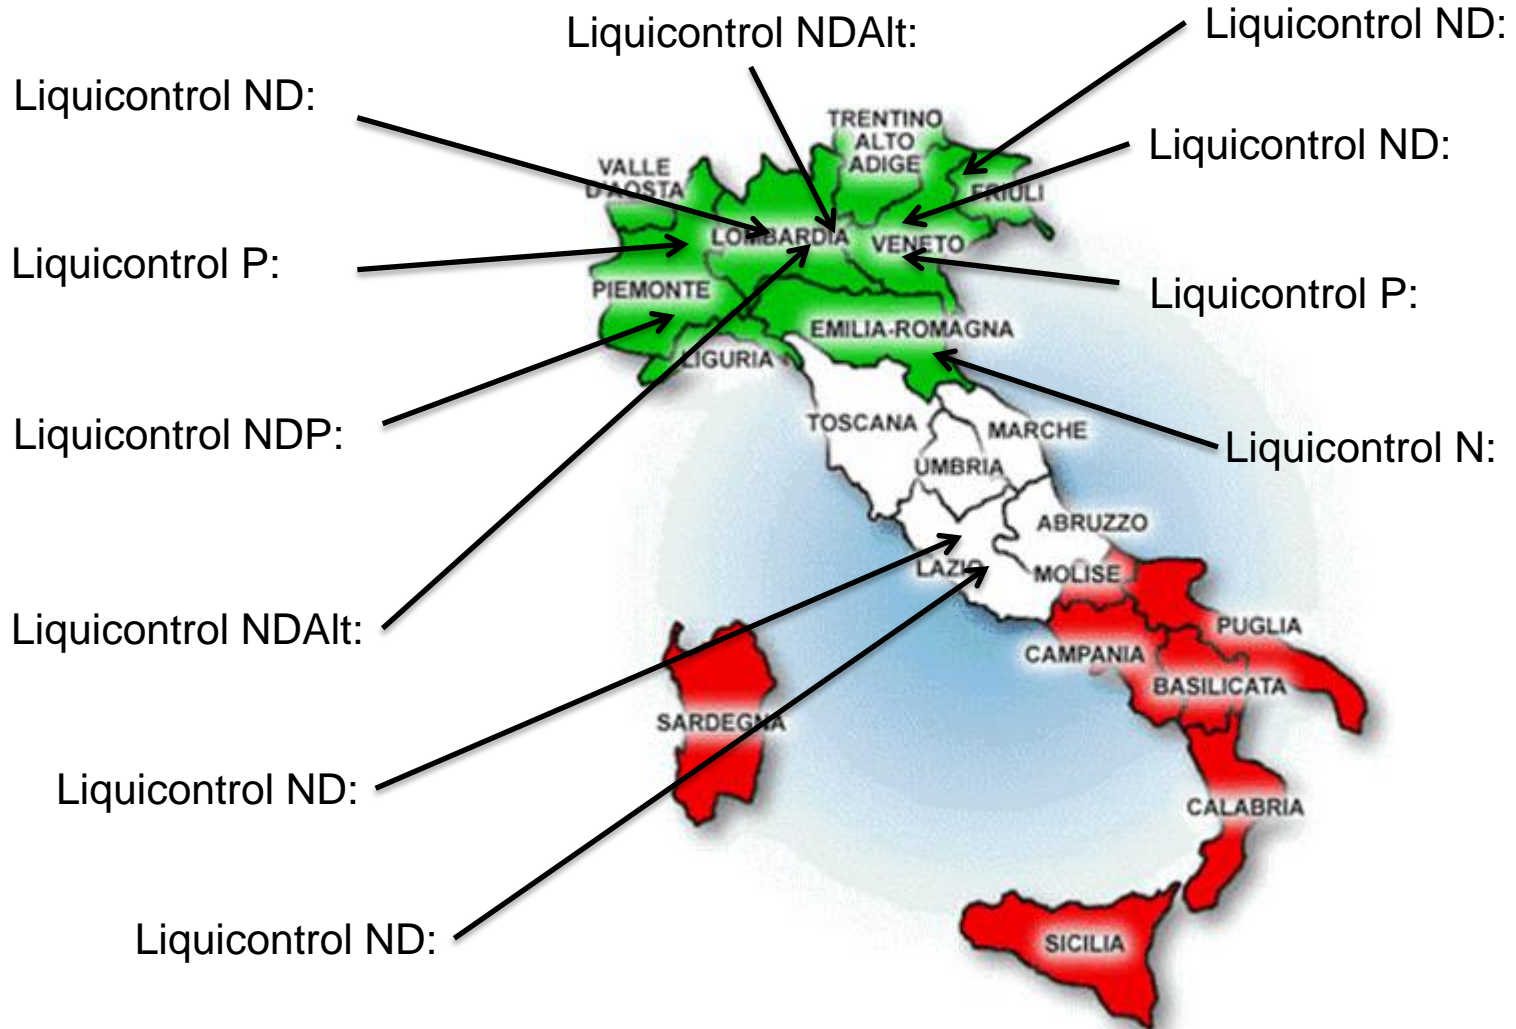 Liquicontrol NDAlt:
Liquicontrol ND:
Liquicontrol ND:
TRENTINO
ALTO
ADIGE
Liquicontrol ND:
VALLE
D'AOSTA
FRIULI
LOMBARDIA
VENETO
Liquicontrol P:
PIEMONTE
Liquicontrol P:
EMILIA-ROMAGNA
LIGURIA
TOSCANA
MARCHE
Liquicontrol NDP:
Liquicontrol N:
UMBRIA
ABRUZZO
LAZIO
MOLISE
Liquicontrol NDAlt:
PUGLIA
CAMPANIA
BASILICATA
SARDEGNA
Liquicontrol ND:
CALABRIA
Liquicontrol ND:
SICILIA